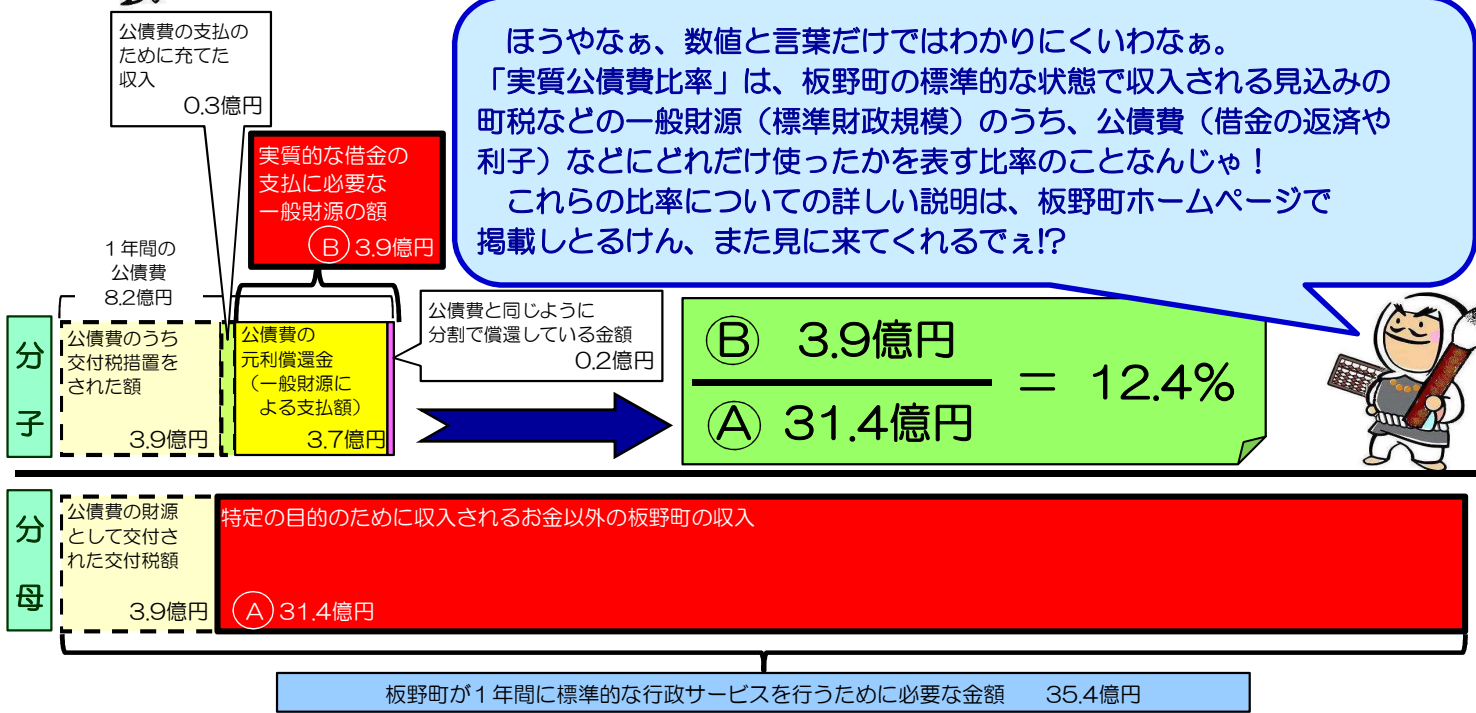 公債費の支払の
ために充てた
収入
0.3億円
ほうやなぁ、数値と言葉だけではわかりにくいわなぁ。
「実質公債費比率」は、板野町の標準的な状態で収入される見込みの
町税などの一般財源（標準財政規模）のうち、公債費（借金の返済や
利子）などにどれだけ使ったかを表す比率のことなんじゃ！
これらの比率についての詳しい説明は、板野町ホームページで
掲載しとるけん、また見に来てくれるでぇ!?
実質的な借金の
支払に必要な
一般財源の額
Ⓑ 3.9億円
１年間の
公債費
8.2億円
分子
公債費のうち
交付税措置を
された額
3.9億円
公債費の
元利償還金
（一般財源に
よる支払額）
3.7億円
公債費と同じように
分割で償還している金額
0.2億円
Ⓑ 3.9億円
Ⓐ 31.4億円
＝ 12.4%
分母
公債費の財源
として交付さ
れた交付税額
3.9億円
特定の目的のために収入されるお金以外の板野町の収入
Ⓐ 31.4億円
板野町が１年間に標準的な行政サービスを行うために必要な金額　35.4億円